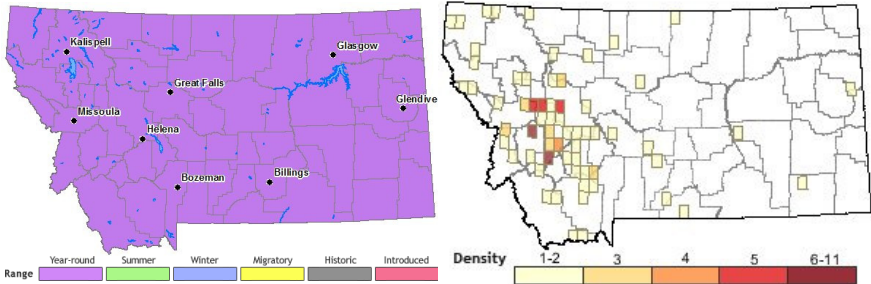 Kalispell
Glasgow
Great Falls
Glendive
Missoula
Helena
Billings
Bozeman
Year-round Summer Winter Migratory Historic Introduced
Range
Density 1-2 3 4 5 6-11